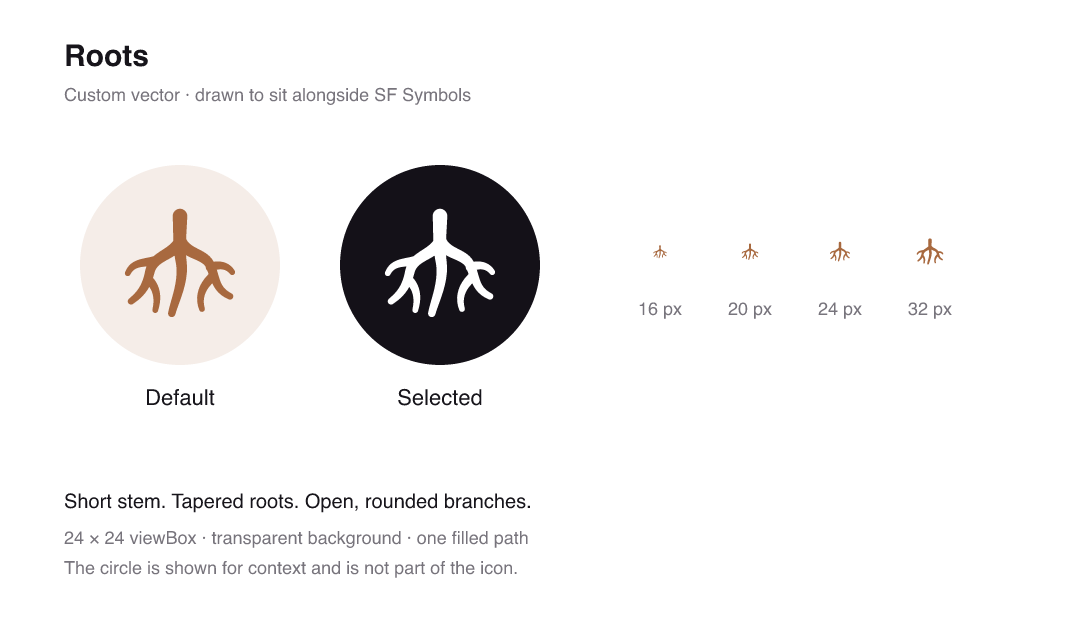 Roots
Custom vector · drawn to sit alongside SF Symbols
Default
Selected
16 px
20 px
24 px
32 px
Short stem. Tapered roots. Open, rounded branches.
24 × 24 viewBox · transparent background · one filled path
The circle is shown for context and is not part of the icon.